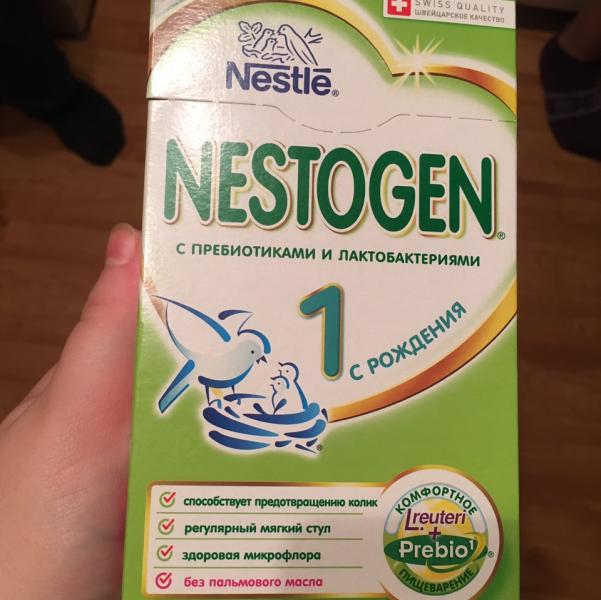 SWISS QUALITY
ШВЕЙЦАРСКОЕ КАЧЕСТВО
Nestlé®
NESTOGEN®
С ПРЕБИОТИКАМИ И ЛАКТОБАКТЕРИЯМИ
1
С РОЖДЕНИЯ
®
способствует предотвращению колик
регулярный мягкий стул
здоровая микрофлора
без пальмового масла
КОМФОРТНОЕ
L.reuteri
+
Prebio1®
ПИЩЕВАРЕНИЕ